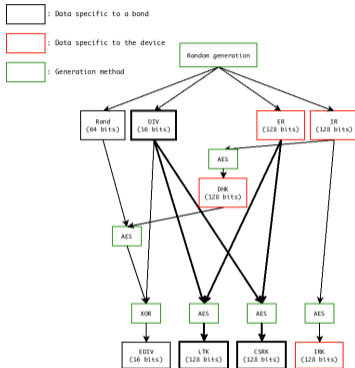 : Data specific to a bond
: Data specific to the device
: Generation method
Random generation
Rand
(64 bits)
DIV
(16 bits)
ER
(128 bits)
IR
(128 bits)
AES
DHK
(128 bits)
AES
XOR
AES
AES
AES
EDIV
(16 bits)
LTK
(128 bits)
CSRK
(128 bits)
IRK
(128 bits)